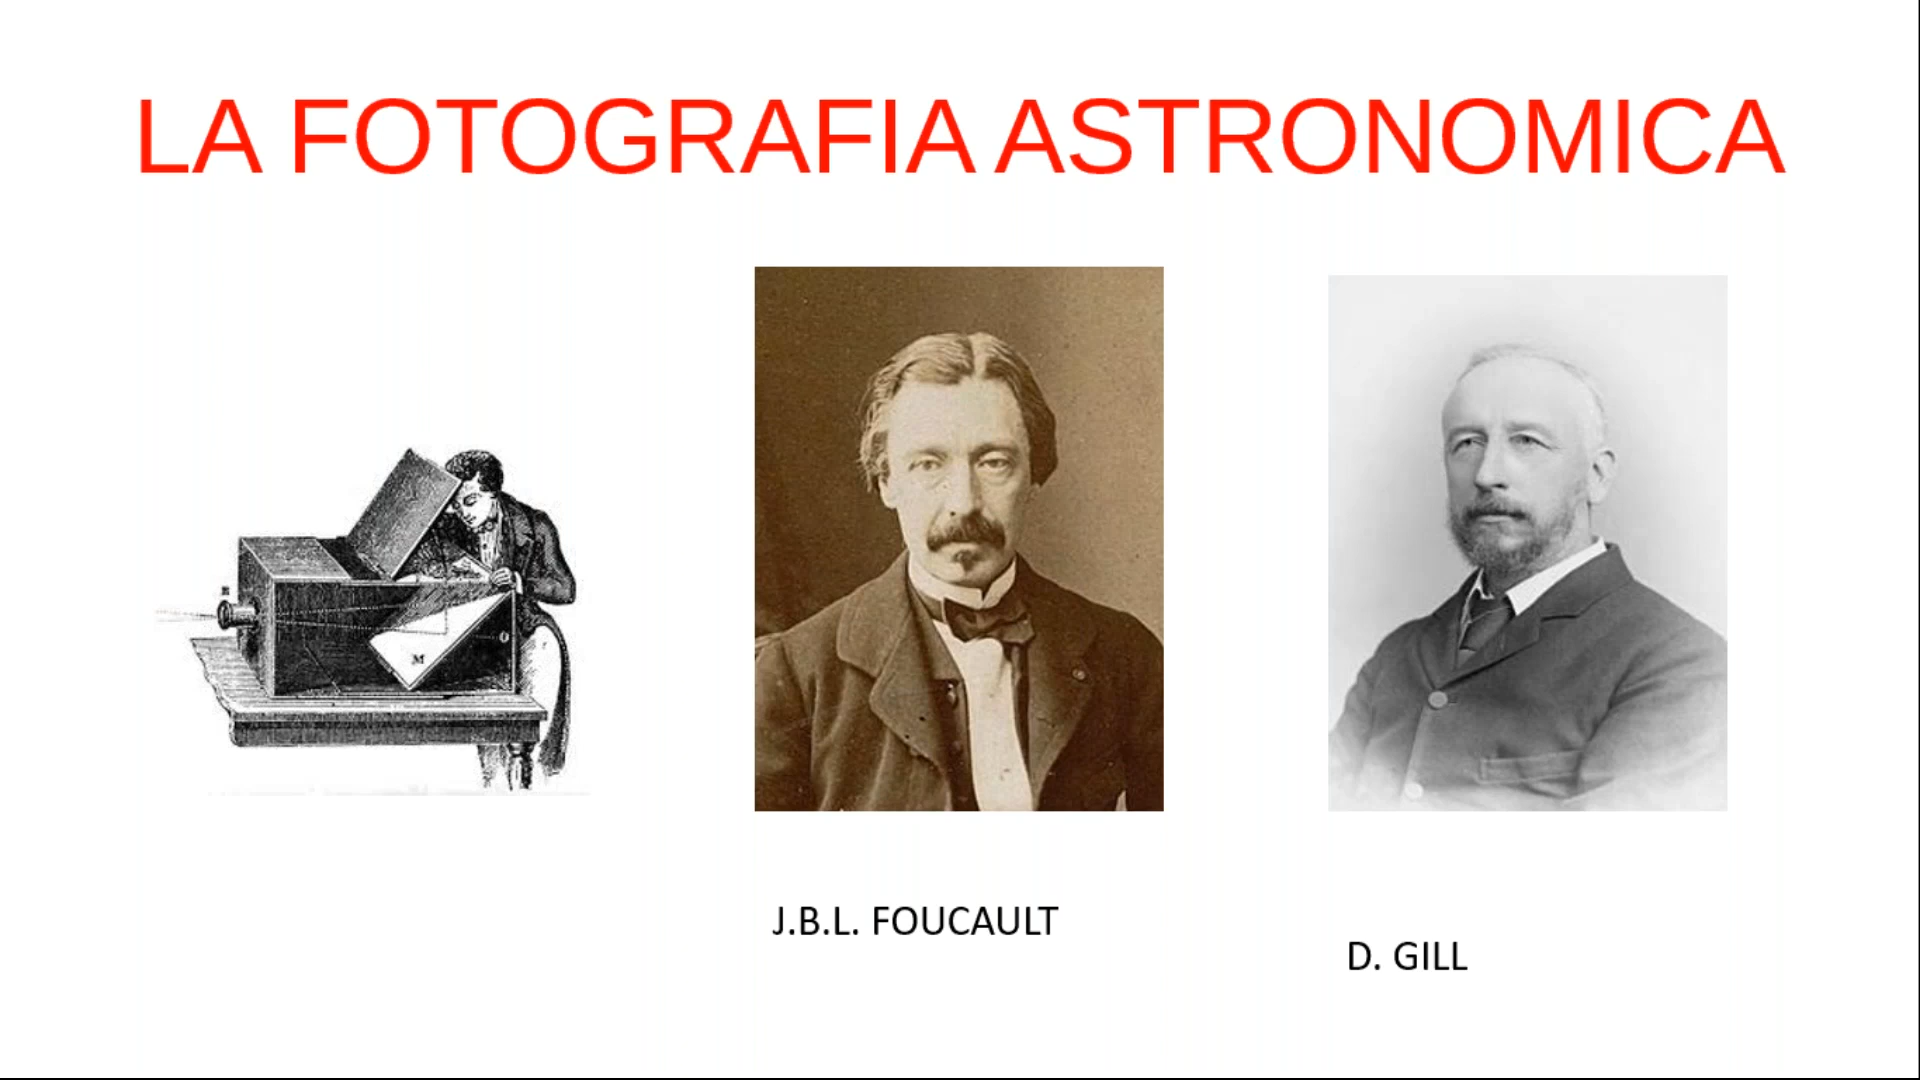 LA FOTOGRAFIA ASTRONOMICA
B
O
M
J.B.L. FOUCAULT
D. GILL